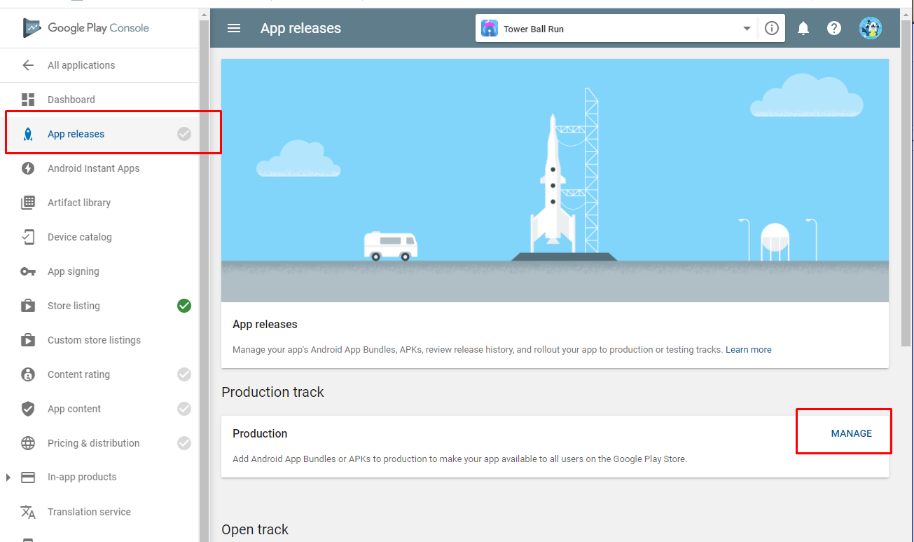 Google Play Console
All applications
Dashboard
App releases
Android Instant Apps
Artifact library
Device catalog
App signing
Store listing
Custom store listings
Content rating
App content
Pricing & distribution
In-app products
Translation service
App releases
Tower Ball Run
App releases
Manage your app's Android App Bundles, APKs, review release history, and rollout your app to production or testing tracks. Learn more
Production track
Production
MANAGE
Add Android App Bundles or APKs to production to make your app available to all users on the Google Play Store.
Open track